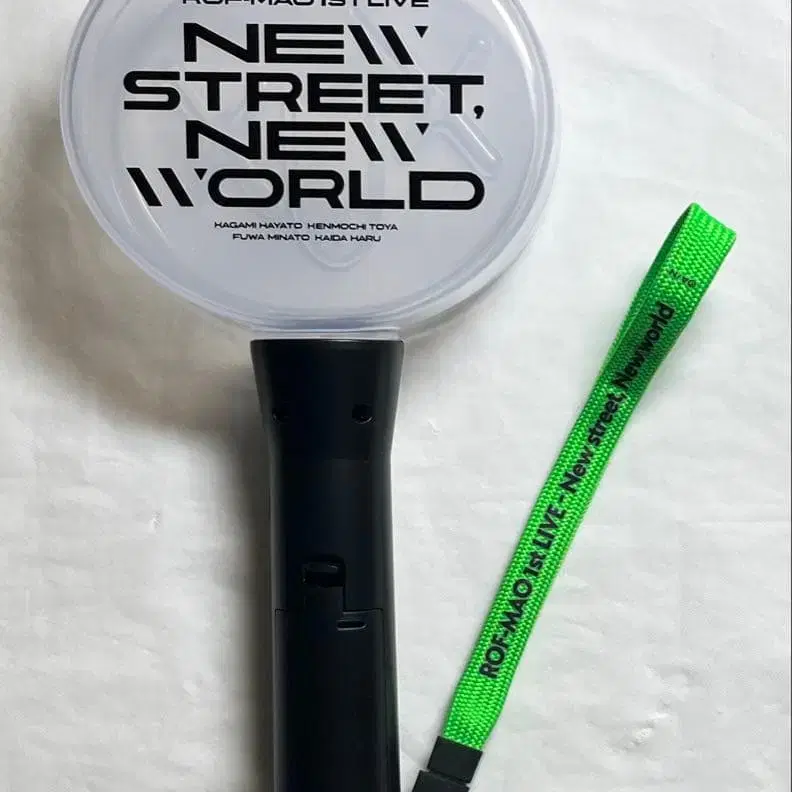 ROF-MAO 1ST LIVE
NEW
STREET,
NEW
WORLD
KAGAMI HAYATO KENMOCHI TOYA
FUWA MINATO KAIDA HARU
ROF-MAO 1st LIVE - New street, Newworld